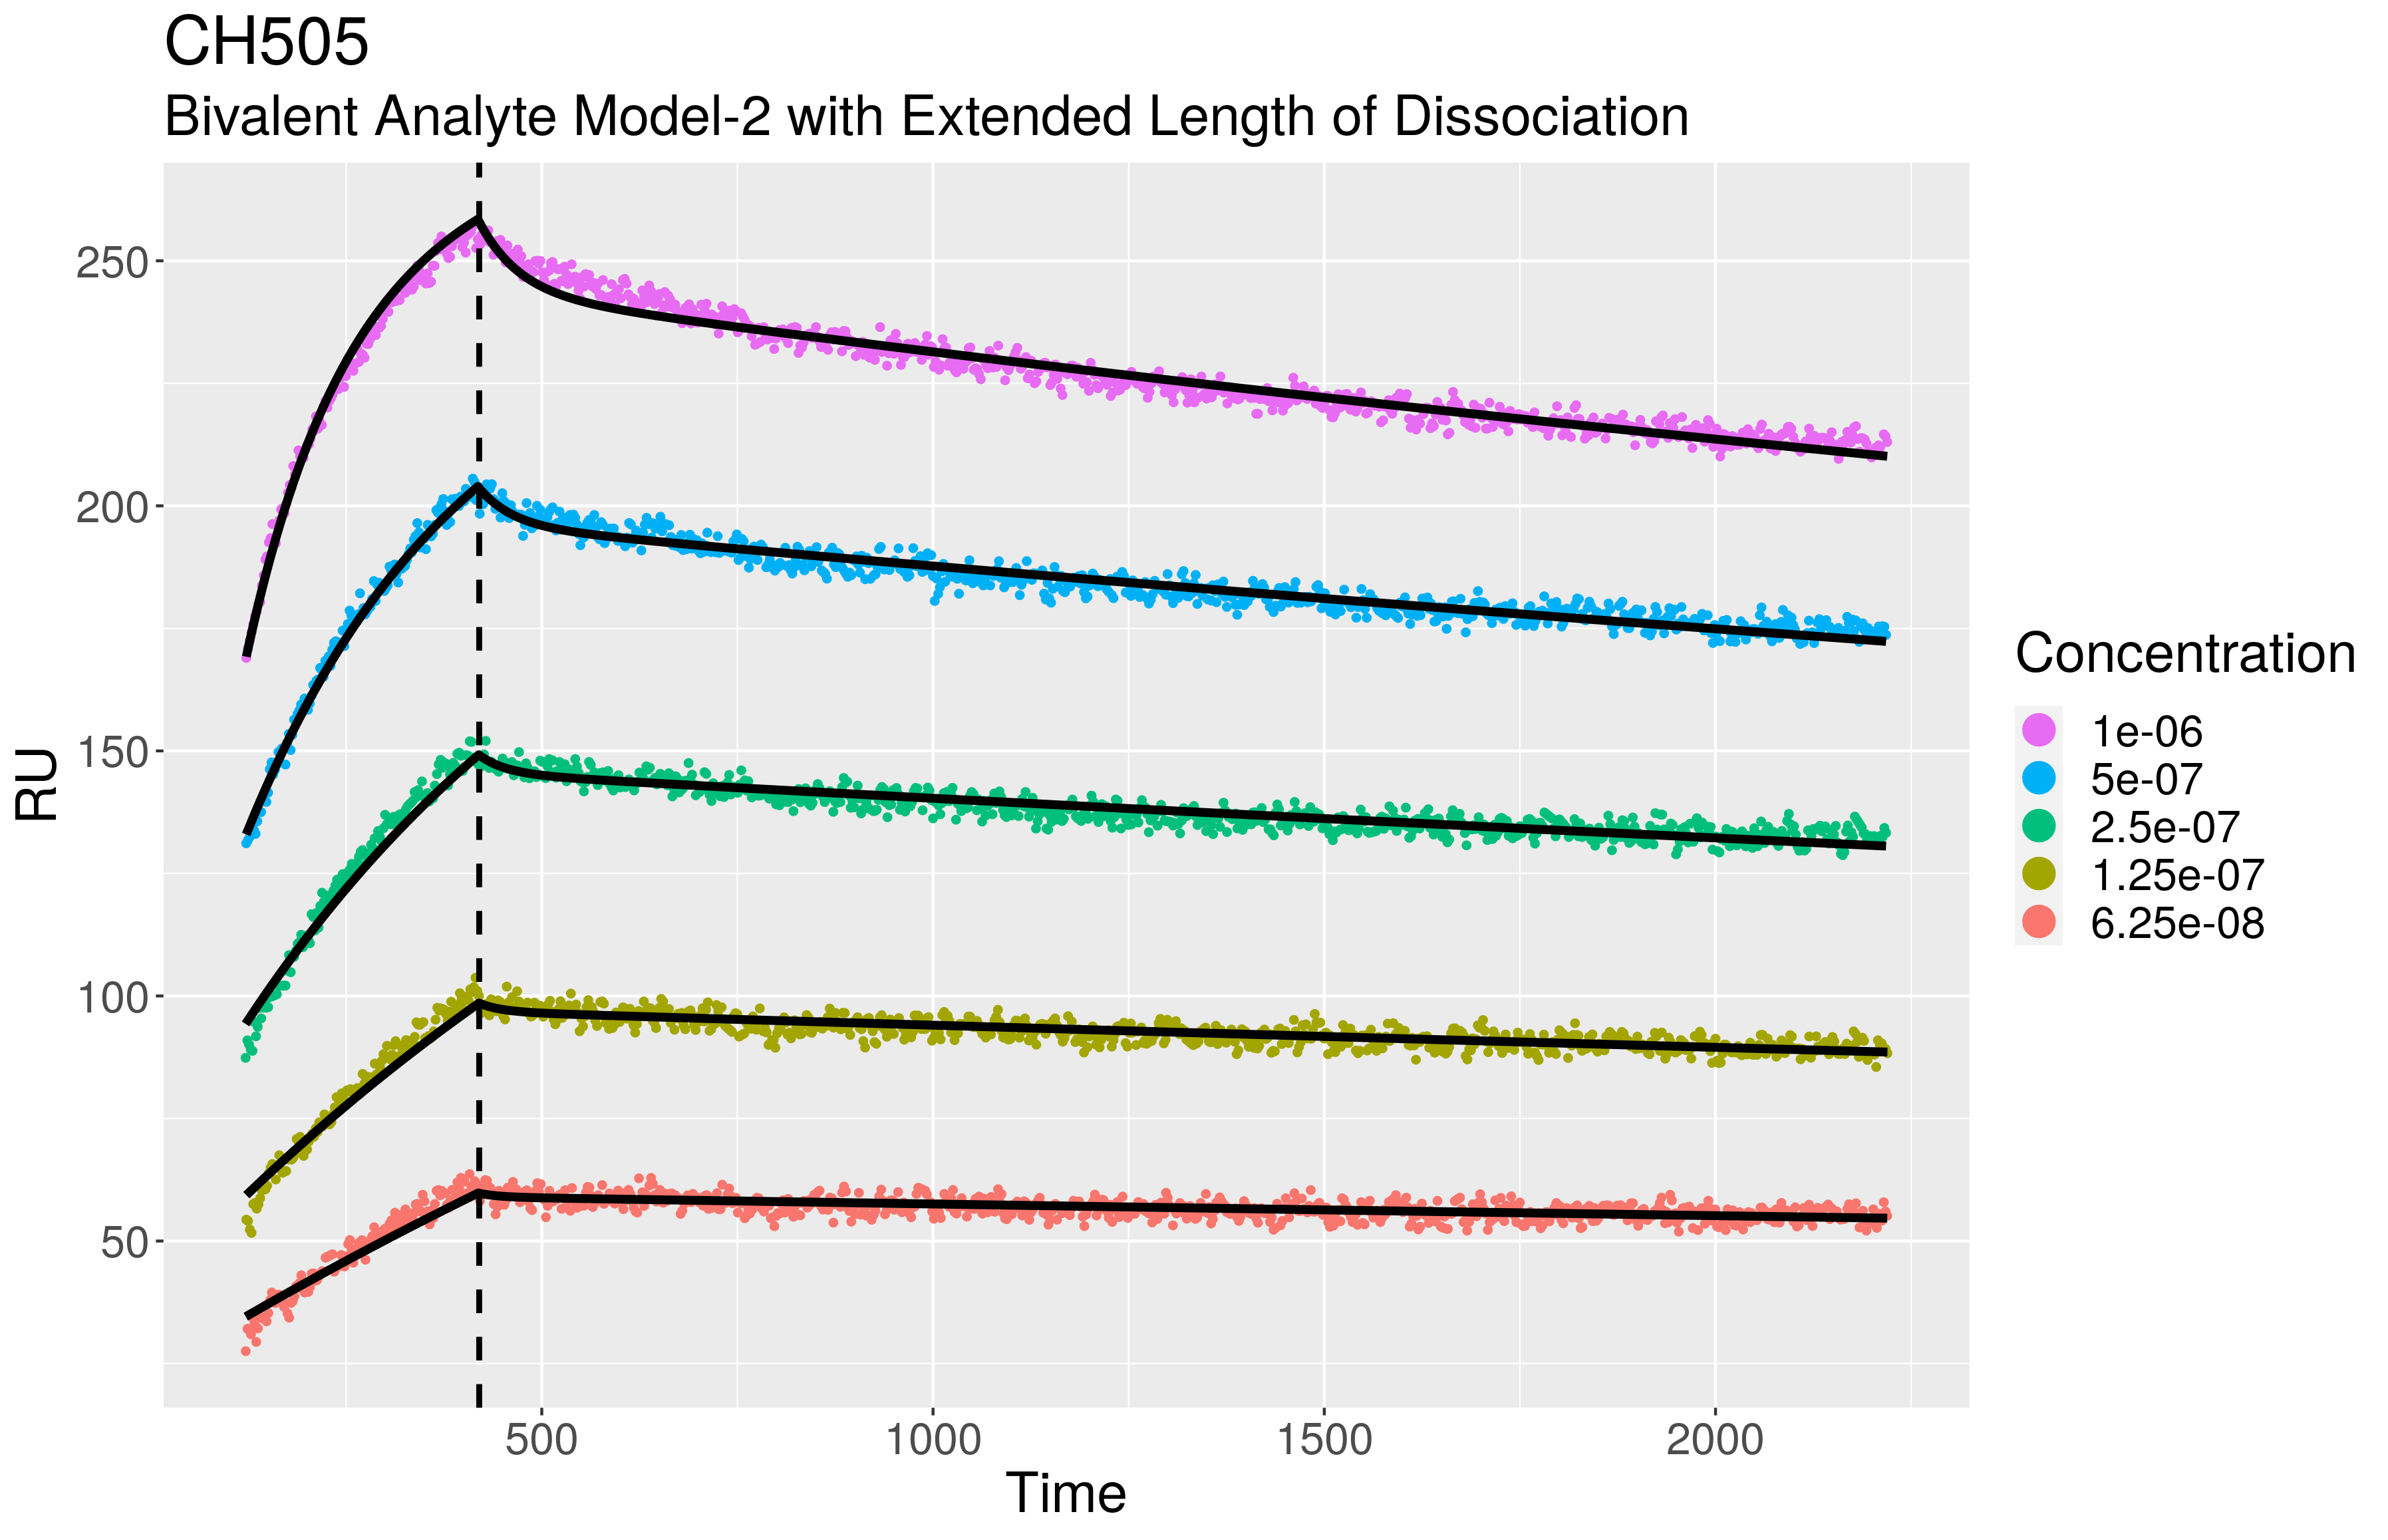 CH505
Bivalent Analyte Model-2 with Extended Length of Dissociation
RU
250
200
150
100
50
500
1000
1500
2000
Time
Concentration
1e-06
5e-07
2.5e-07
1.25e-07
6.25e-08